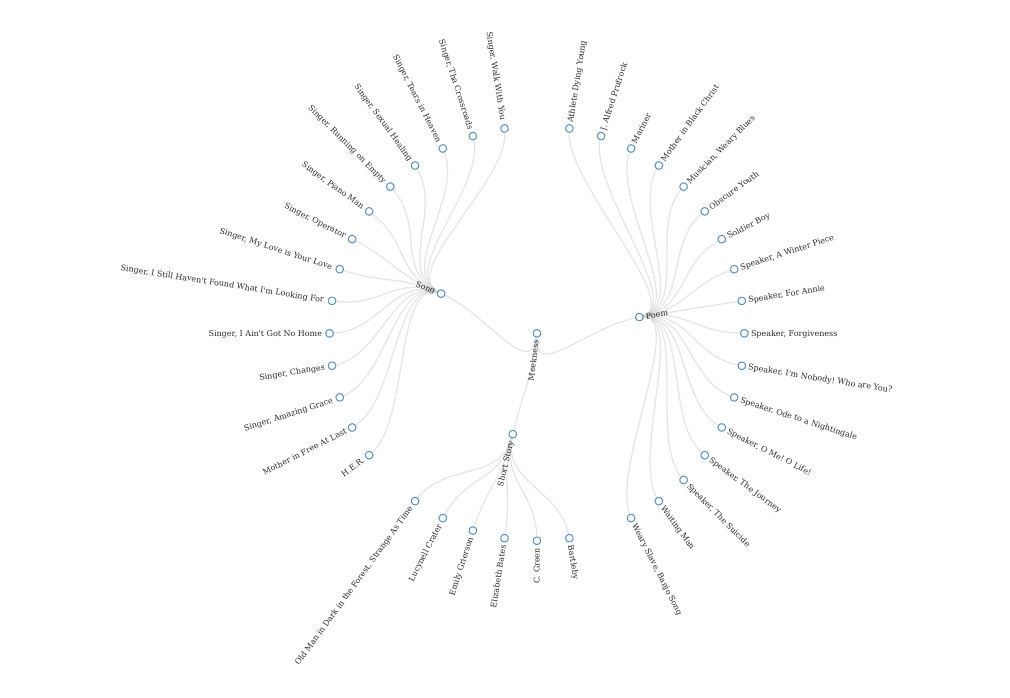 Meekness
Poem
Athlete Dying Young
J. Alfred Prufrock
Mariner
Mother in Black Christ
Musician, Weary Blues
Obscure Youth
Soldier Boy
Speaker, A Winter Piece
Speaker, For Annie
Speaker, Forgiveness
Speaker, I'm Nobody! Who are You?
Speaker, Ode to a Nightingale
Speaker, O Me! O Life!
Speaker, The Journey
Speaker, The Suicide
Waiting Man
Weary Slave, Banjo Song
Short Story
Bartleby
C. Green
Elizabeth Bates
Emily Grierson
Lucynell Crater
Old Man in Dark in the Forest, Strange As Time
Song
H.E.R.
Mother in Free At Last
Singer, Amazing Grace
Singer, Changes
Singer, I Ain't Got No Home
Singer, I Still Haven't Found What I'm Looking For
Singer, My Love is Your Love
Singer, Operator
Singer, Piano Man
Singer, Running on Empty
Singer, Sexual Healing
Singer, Tears in Heaven
Singer, Tha Crossroads
Singer, Walk With You